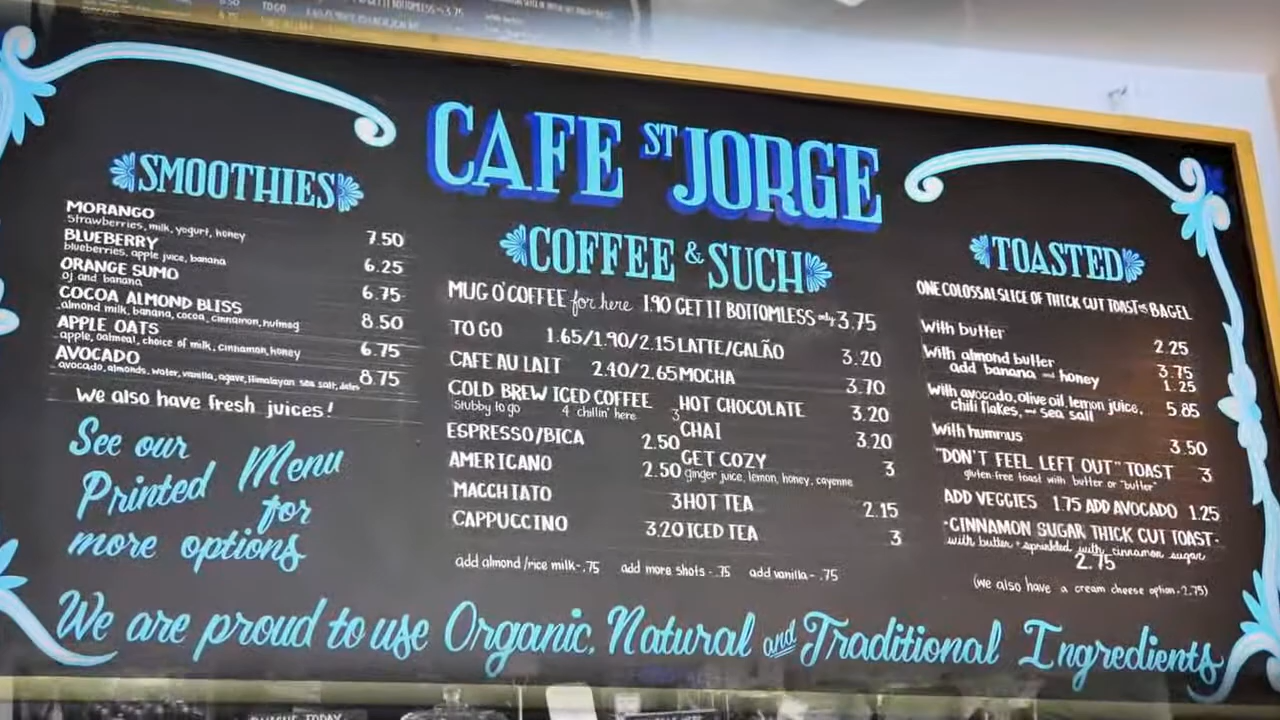 CAFE ST JORGE
SMOOTHIES
MORANGO 7.50
Strawberries, milk, yogurt, honey
BLUEBERRY 6.25
blueberries, apple juice, banana
ORANGE SUMO 6.75
oj and banana
COCOA ALMOND BLISS 8.50
almond milk, banana, cocoa, cinnamon, nutmeg
APPLE OATS 6.75
apple, oatmeal, choice of milk, cinnamon, honey
AVOCADO 8.75
avocado, almonds, water, vanilla, agave, Himalayan sea salt,
We also have fresh juices!
See our
Printed Menu
for
more options
COFFEE & SUCH
MUG O'COFFEE for here 1.90 GET IT BOTTOMLESS only 3.75
TO GO 1.65/1.90/2.15
CAFE AU LAIT 2.40/2.65
COLD BREW ICED COFFEE
stubby to go 4 chillin' here 3
ESPRESSO/BICA 2.50
AMERICANO 2.50
MACCHIATO 3
CAPPUCCINO 3.20
LATTE/GALÃO 3.20
MOCHA 3.70
HOT CHOCOLATE 3.20
CHAI 3.20
GET COZY 3
ginger juice, lemon, honey, cayenne
HOT TEA 2.15
ICED TEA 3
add almond/rice milk-.75 add more shots-.75 add vanilla-.75
TOASTED
ONE COLOSSAL SLICE OF THICK CUT TOAST or BAGEL
With butter 2.25
With almond butter 3.75
add banana and honey 1.25
With avocado, olive oil, lemon juice, 5.85
chili flakes, and sea salt
With hummus 3.50
"DON'T FEEL LEFT OUT" TOAST 3
gluten-free toast with butter or "butter"
ADD VEGGIES 1.75 ADD AVOCADO 1.25
·CINNAMON SUGAR THICK CUT TOAST·
with butter + sprinkled with cinnamon sugar
2.75
(we also have a cream cheese option-2.75)
We are proud to use Organic, Natural and Traditional Ingredients